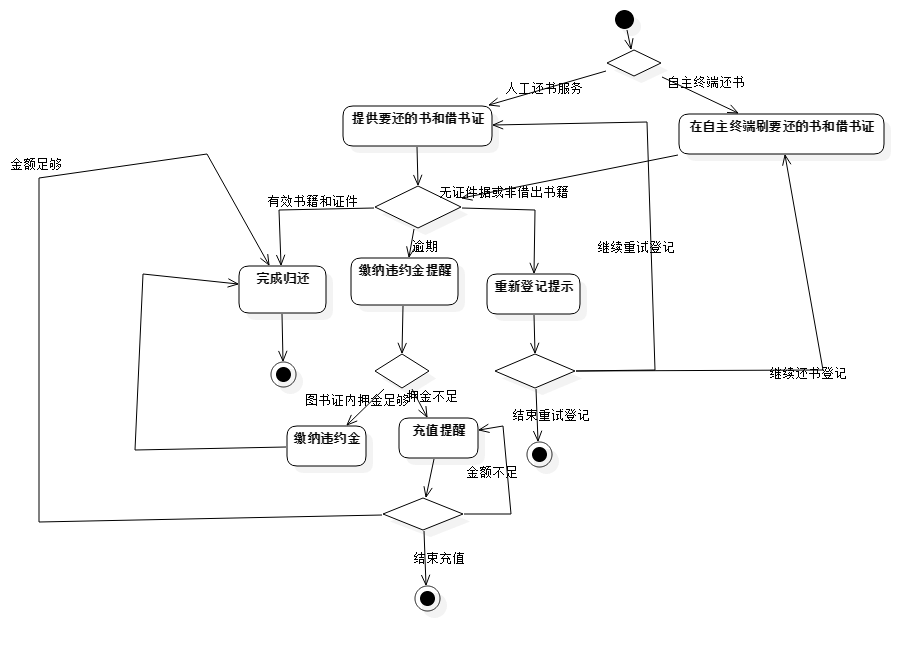 人工还书服务
自主终端还书
提供要还的书和借书证
在自主终端刷要还的书和借书证
金额足够
有效书籍和证件
无证件据或非借出书籍
逾期
继续重试登记
完成归还
缴纳违约金提醒
重新登记提示
继续还书登记
图书证内押金足够
押金不足
结束重试登记
缴纳违约金
充值提醒
金额不足
结束充值